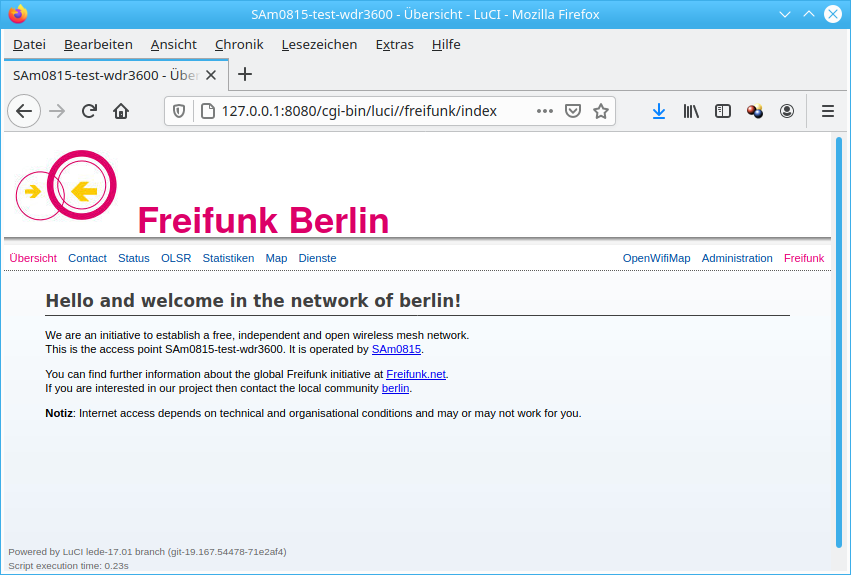 SAm0815-test-wdr3600 - Übersicht - LuCI - Mozilla Firefox
Datei Bearbeiten Ansicht Chronik Lesezeichen Extras Hilfe
SAm0815-test-wdr3600 - Über
127.0.0.1:8080/cgi-bin/luci//freifunk/index
Freifunk Berlin
Übersicht Contact Status OLSR Statistiken Map Dienste OpenWifiMap Administration Freifunk
Hello and welcome in the network of berlin!
We are an initiative to establish a free, independent and open wireless mesh network.
This is the access point SAm0815-test-wdr3600. It is operated by SAm0815.
You can find further information about the global Freifunk initiative at Freifunk.net.
If you are interested in our project then contact the local community berlin.
Notiz: Internet access depends on technical and organisational conditions and may or may not work for you.
Powered by LuCI lede-17.01 branch (git-19.167.54478-71e2af4)
Script execution time: 0.23s